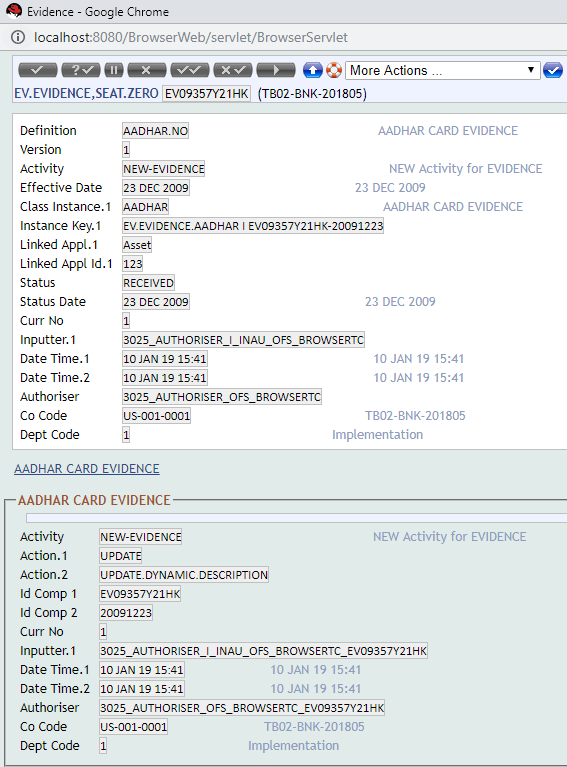 Evidence - Google Chrome
localhost:8080/BrowserWeb/servlet/BrowserServlet
More Actions ...
EV.EVIDENCE,SEAT.ZERO EV09357Y21HK (TB02-BNK-201805)
Definition AADHAR.NO AADHAR CARD EVIDENCE
Version 1
Activity NEW-EVIDENCE NEW Activity for EVIDENCE
Effective Date 23 DEC 2009 23 DEC 2009
Class Instance.1 AADHAR AADHAR CARD EVIDENCE
Instance Key.1 EV.EVIDENCE.AADHAR I EV09357Y21HK-20091223
Linked Appl.1 Asset
Linked Appl Id.1 123
Status RECEIVED
Status Date 23 DEC 2009 23 DEC 2009
Curr No 1
Inputter.1 3025_AUTHORISER_I_INAU_OFS_BROWSERTC
Date Time.1 10 JAN 19 15:41 10 JAN 19 15:41
Date Time.2 10 JAN 19 15:41 10 JAN 19 15:41
Authoriser 3025_AUTHORISER_OFS_BROWSERTC
Co Code US-001-0001 TB02-BNK-201805
Dept Code 1 Implementation
AADHAR CARD EVIDENCE
AADHAR CARD EVIDENCE
Activity NEW-EVIDENCE NEW Activity for EVIDENCE
Action.1 UPDATE
Action.2 UPDATE.DYNAMIC.DESCRIPTION
Id Comp 1 EV09357Y21HK
Id Comp 2 20091223
Curr No 1
Inputter.1 3025_AUTHORISER_I_INAU_OFS_BROWSERTC_EV09357Y21HK
Date Time.1 10 JAN 19 15:41 10 JAN 19 15:41
Date Time.2 10 JAN 19 15:41 10 JAN 19 15:41
Authoriser 3025_AUTHORISER_OFS_BROWSERTC_EV09357Y21HK
Co Code US-001-0001 TB02-BNK-201805
Dept Code 1 Implementation